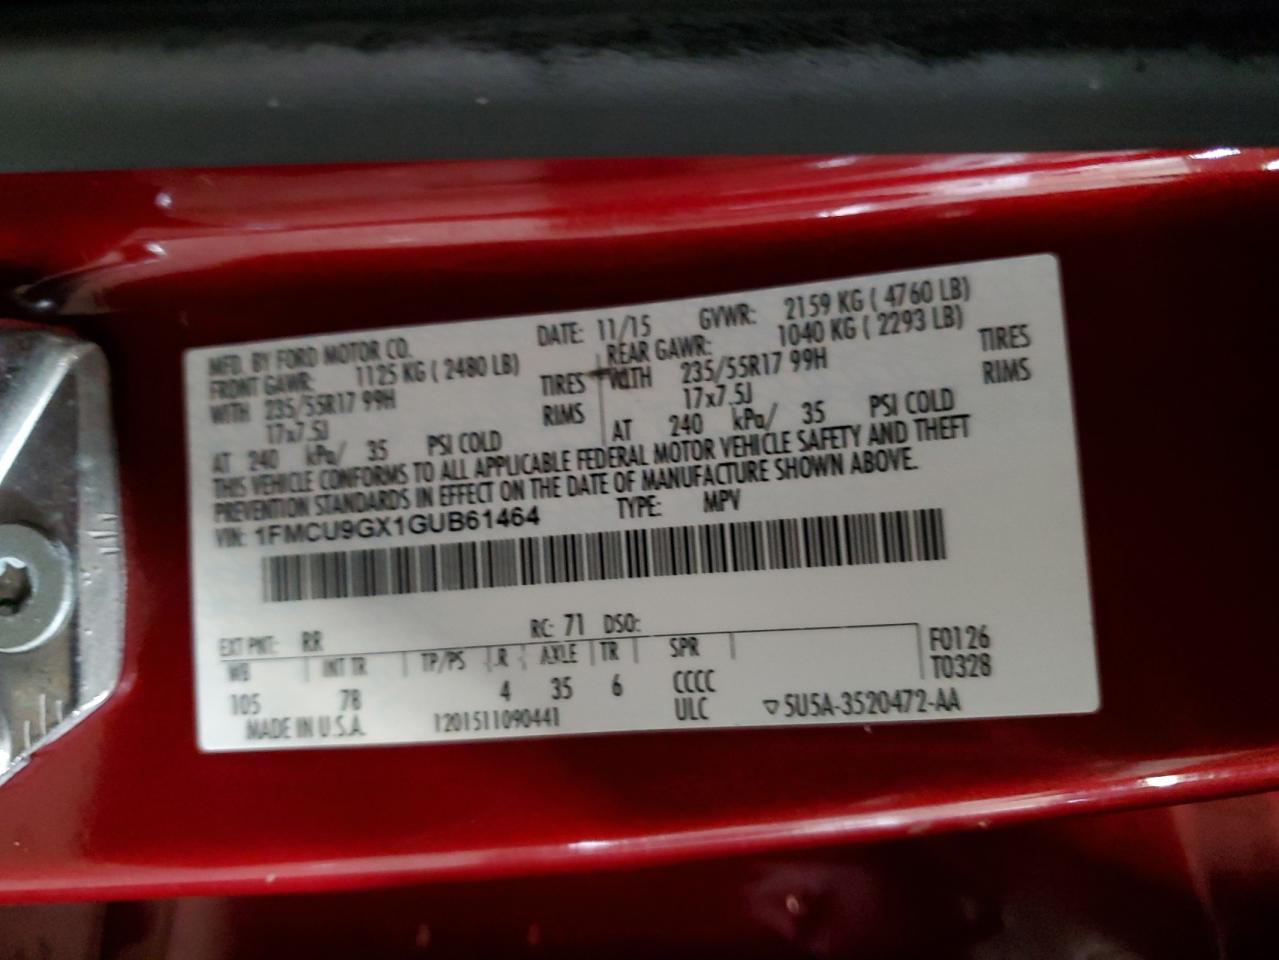 MFD. BY FORD MOTOR CO. DATE: 11/15 GVWR: 2159 KG ( 4760 LB)
FRONT GAWR: 1125 KG ( 2480 LB) REAR GAWR: 1040 KG ( 2293 LB)
WITH 235/55R17 99H TIRES WITH 235/55R17 99H TIRES
17x7.5J RIMS 17x7.5J RIMS
AT 240 kPa/ 35 PSI COLD AT 240 kPa/ 35 PSI COLD
THIS VEHICLE CONFORMS TO ALL APPLICABLE FEDERAL MOTOR VEHICLE SAFETY AND THEFT
PREVENTION STANDARDS IN EFFECT ON THE DATE OF MANUFACTURE SHOWN ABOVE.
VIN: 1FMCU9GX1GUB61464 TYPE: MPV
EXT PNT: RR RC: 71 DSO: F0126
WB INT TR TP/PS R AXLE TR SPR T0328
105 7B 4 35 6 CCCC
MADE IN U.S.A. 1201511090441 ULC ▽5U5A-3520472-AA